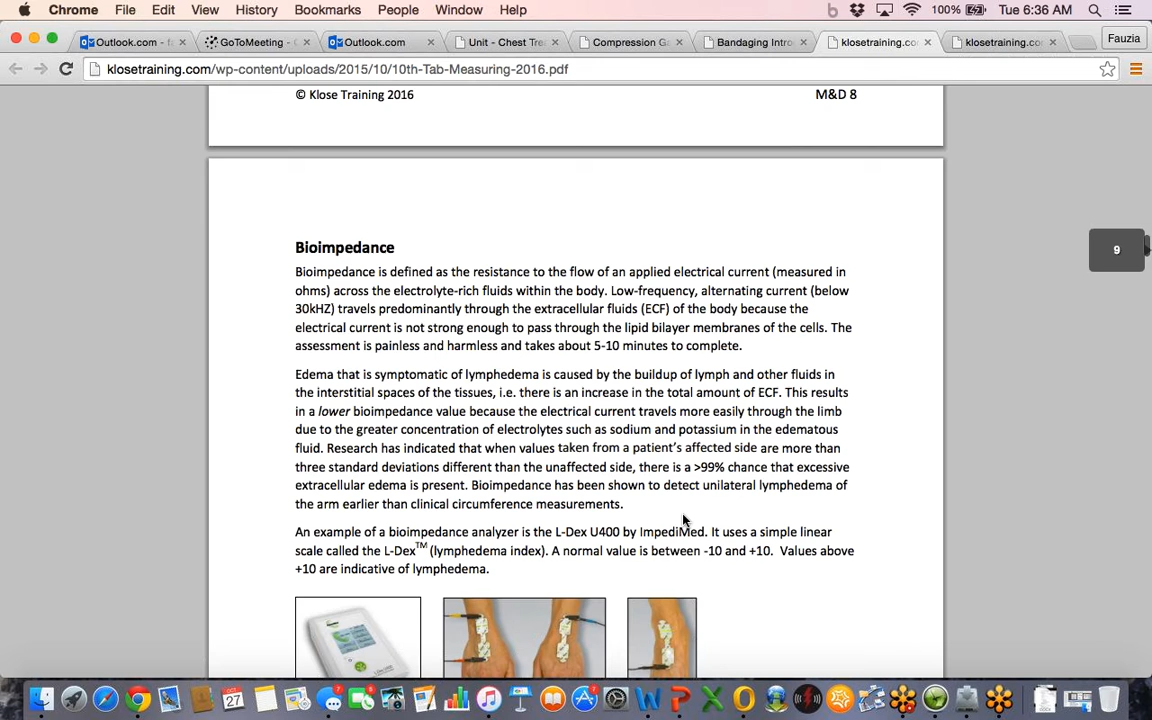 Chrome File Edit View History Bookmarks People Window Help 100% Tue 6:36 AM
Outlook.com - GoToMeeting - Outlook.com Unit - Chest Tre Compression Ga Bandaging Intro klosetraining.co klosetraining.co Fauzia
klosetraining.com/wp-content/uploads/2015/10/10th-Tab-Measuring-2016.pdf
© Klose Training 2016 M&D 8
9
Bioimpedance
Bioimpedance is defined as the resistance to the flow of an applied electrical current (measured in
ohms) across the electrolyte-rich fluids within the body. Low-frequency, alternating current (below
30kHZ) travels predominantly through the extracellular fluids (ECF) of the body because the
electrical current is not strong enough to pass through the lipid bilayer membranes of the cells. The
assessment is painless and harmless and takes about 5-10 minutes to complete.
Edema that is symptomatic of lymphedema is caused by the buildup of lymph and other fluids in
the interstitial spaces of the tissues, i.e. there is an increase in the total amount of ECF. This results
in a lower bioimpedance value because the electrical current travels more easily through the limb
due to the greater concentration of electrolytes such as sodium and potassium in the edematous
fluid. Research has indicated that when values taken from a patient's affected side are more than
three standard deviations different than the unaffected side, there is a >99% chance that excessive
extracellular edema is present. Bioimpedance has been shown to detect unilateral lymphedema of
the arm earlier than clinical circumference measurements.
An example of a bioimpedance analyzer is the L-Dex U400 by ImpediMed. It uses a simple linear
scale called the L-Dex™ (lymphedema index). A normal value is between -10 and +10. Values above
+10 are indicative of lymphedema.